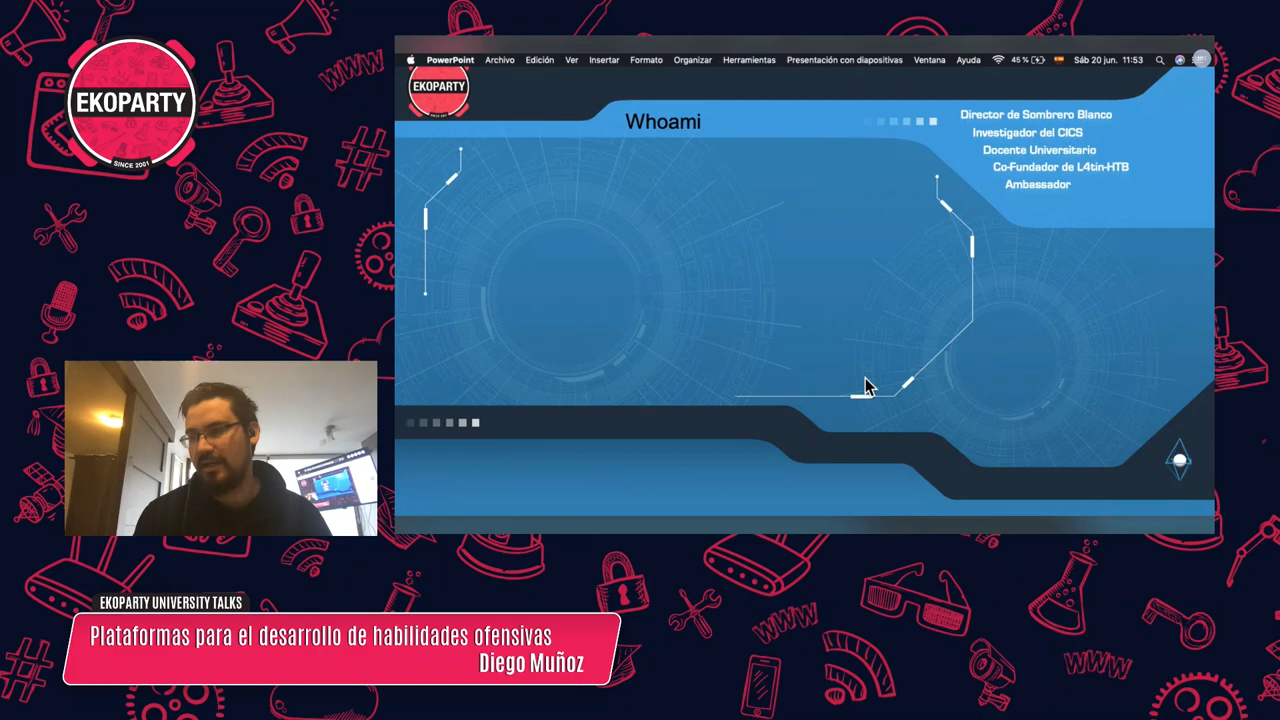 EKOPARTY
SINCE 2001
PowerPoint Archivo Edición Ver Insertar Formato Organizar Herramientas Presentación con diapositivas Ventana Ayuda 45 % Sáb 20 jun. 11:53
EKOPARTY
Whoami
Director de Sombrero Blanco
Investigador del CICS
Docente Universitario
Co-Fundador de L4tin-HTB
Ambassador
EKOPARTY UNIVERSITY TALKS
Plataformas para el desarrollo de habilidades ofensivas
Diego Muñoz
WWW
WWW
WWW